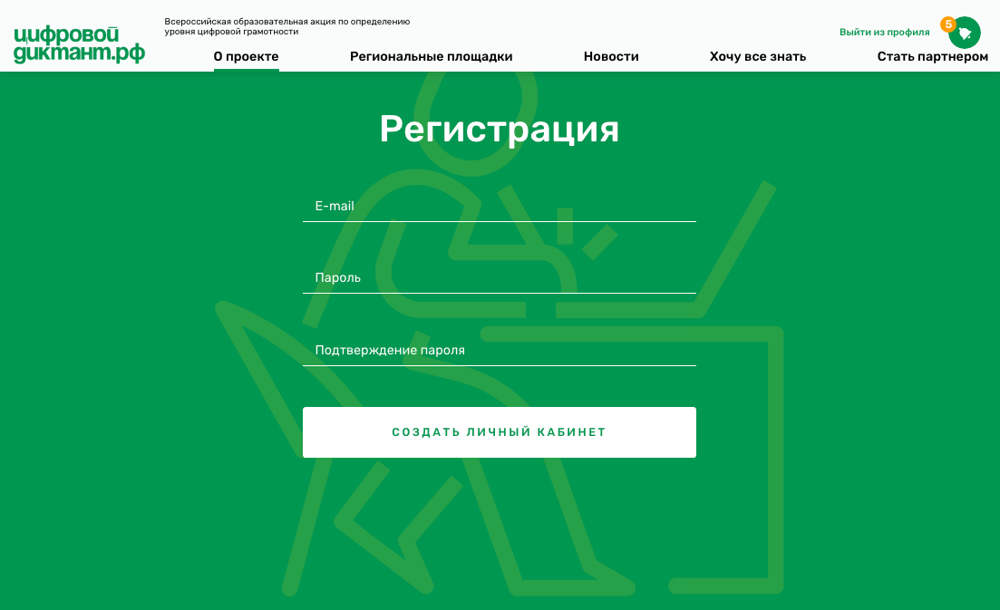 цифровой
диктант.рф
Всероссийская образовательная акция по определению
уровня цифровой грамотности
Выйти из профиля
5
О проекте
Региональные площадки
Новости
Хочу все знать
Стать партнером
Регистрация
E-mail
Пароль
Подтверждение пароля
СОЗДАТЬ ЛИЧНЫЙ КАБИНЕТ